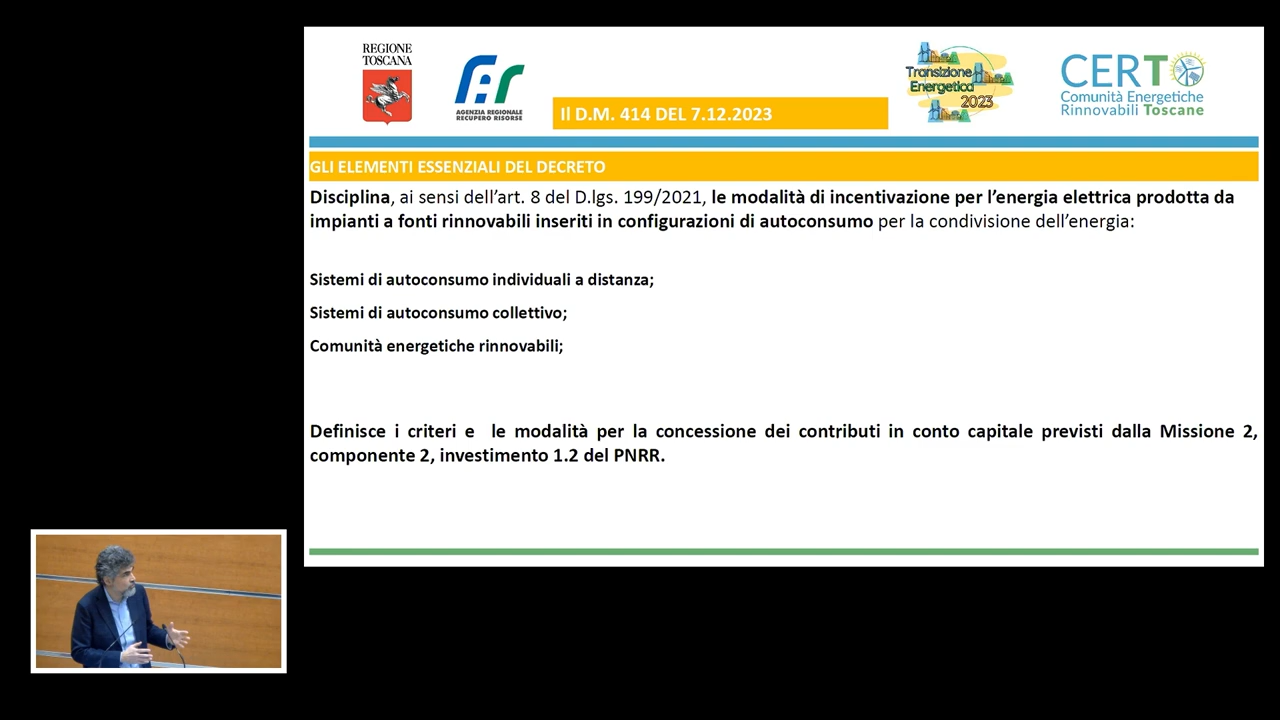 REGIONE
TOSCANA
AGENZIA REGIONALE
RECUPERO RISORSE
Il D.M. 414 DEL 7.12.2023
Transizione
Energetica
2023
CERTO
Comunità Energetiche
Rinnovabili Toscane
GLI ELEMENTI ESSENZIALI DEL DECRETO
Disciplina, ai sensi dell’art. 8 del D.lgs. 199/2021, le modalità di incentivazione per l’energia elettrica prodotta da
impianti a fonti rinnovabili inseriti in configurazioni di autoconsumo per la condivisione dell’energia:
Sistemi di autoconsumo individuali a distanza;
Sistemi di autoconsumo collettivo;
Comunità energetiche rinnovabili;
Definisce i criteri e  le modalità per la concessione dei contributi in conto capitale previsti dalla Missione 2,
componente 2, investimento 1.2 del PNRR.